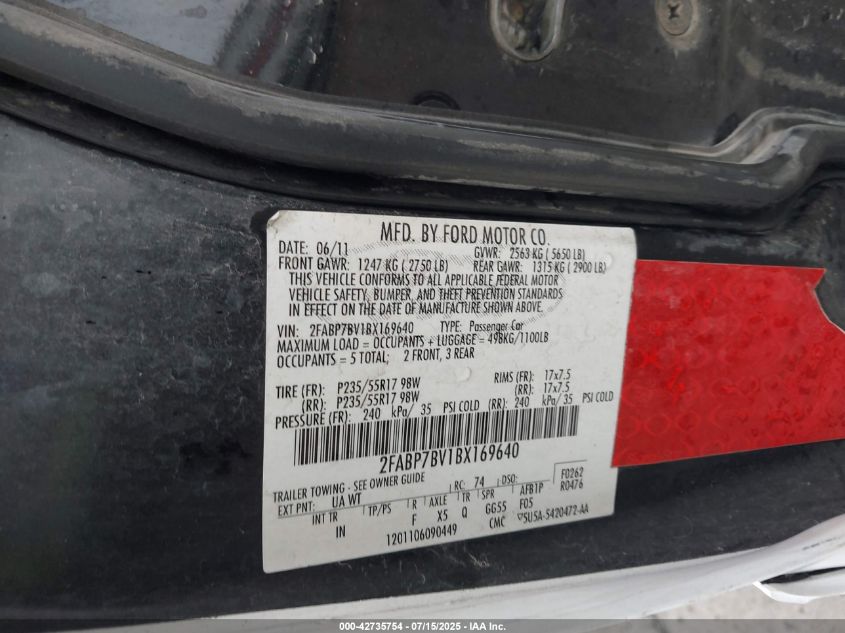 MFD. BY FORD MOTOR CO.
DATE: 06/11 GVWR: 2563 KG ( 5650 LB)
FRONT GAWR: 1247 KG ( 2750 LB) REAR GAWR: 1315 KG ( 2900 LB)
THIS VEHICLE CONFORMS TO ALL APPLICABLE FEDERAL MOTOR
VEHICLE SAFETY, BUMPER, AND THEFT PREVENTION STANDARDS
IN EFFECT ON THE DATE OF MANUFACTURE SHOWN ABOVE.
VIN: 2FABP7BV1BX169640 TYPE: Passenger Car
MAXIMUM LOAD = OCCUPANTS + LUGGAGE = 498KG/1100LB
OCCUPANTS = 5 TOTAL; 2 FRONT, 3 REAR
TIRE (FR): P235/55R17 98W RIMS (FR): 17x7.5
(RR): P235/55R17 98W (RR): 17x7.5
PRESSURE (FR): 240 kPa/ 35 PSI COLD (RR): 240 kPa/ 35 PSI COLD
2FABP7BV1BX169640
TRAILER TOWING - SEE OWNER GUIDE RC: 74 DSO: F0262
EXT PNT: UA WT R AXLE TR SPR AFB1P R0476
INT TR TP/PS F X5 Q GG55 F05
IN CMC ▽SU5A-5420472-AA
1201106090449
000-42735754 / 07/15/2025 - IAA Inc.